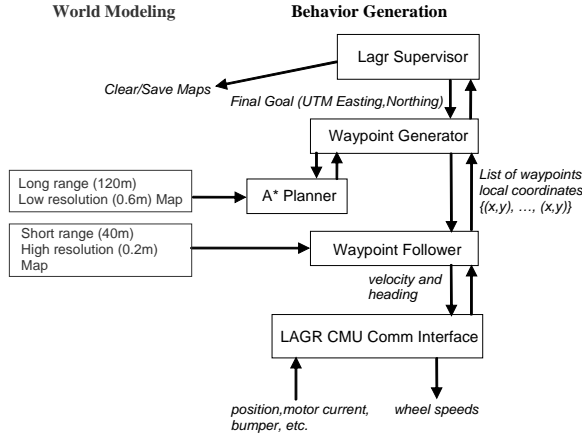 World Modeling
Behavior Generation
Lagr Supervisor
Clear/Save Maps
Final Goal (UTM Easting,Northing)
Waypoint Generator
Long range (120m)
Low resolution (0.6m) Map
A* Planner
List of waypoints
local coordinates
{(x,y), …, (x,y)}
Short range (40m)
High resolution (0.2m)
Map
Waypoint Follower
velocity and
heading
LAGR CMU Comm Interface
position,motor current,
bumper, etc.
wheel speeds